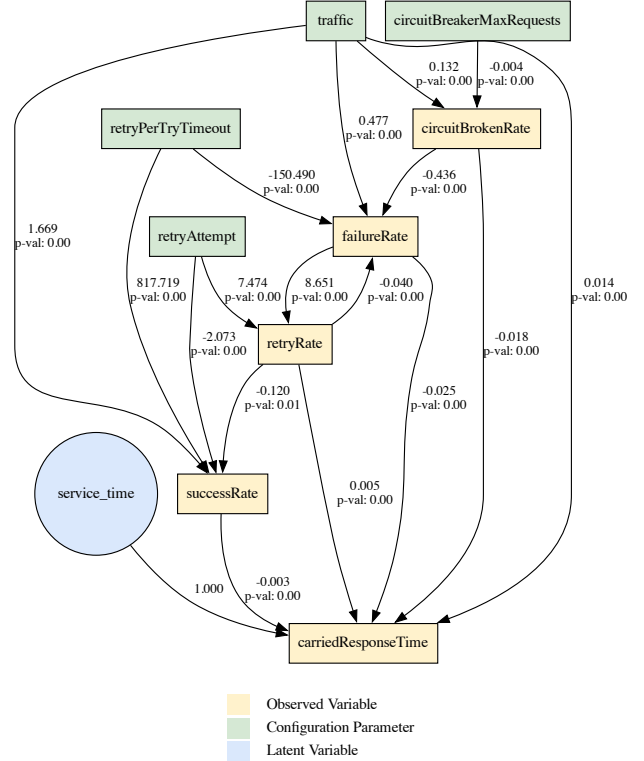 traffic
circuitBreakerMaxRequests
0.132
p-val: 0.00
-0.004
p-val: 0.00
retryPerTryTimeout
0.477
p-val: 0.00
circuitBrokenRate
-150.490
p-val: 0.00
-0.436
p-val: 0.00
1.669
p-val: 0.00
retryAttempt
failureRate
817.719
p-val: 0.00
7.474
p-val: 0.00
8.651
p-val: 0.00
-0.040
p-val: 0.00
0.014
p-val: 0.00
-2.073
p-val: 0.00
retryRate
-0.018
p-val: 0.00
-0.120
p-val: 0.01
-0.025
p-val: 0.00
service_time
successRate
0.005
p-val: 0.00
1.000
-0.003
p-val: 0.00
carriedResponseTime
Observed Variable
Configuration Parameter
Latent Variable